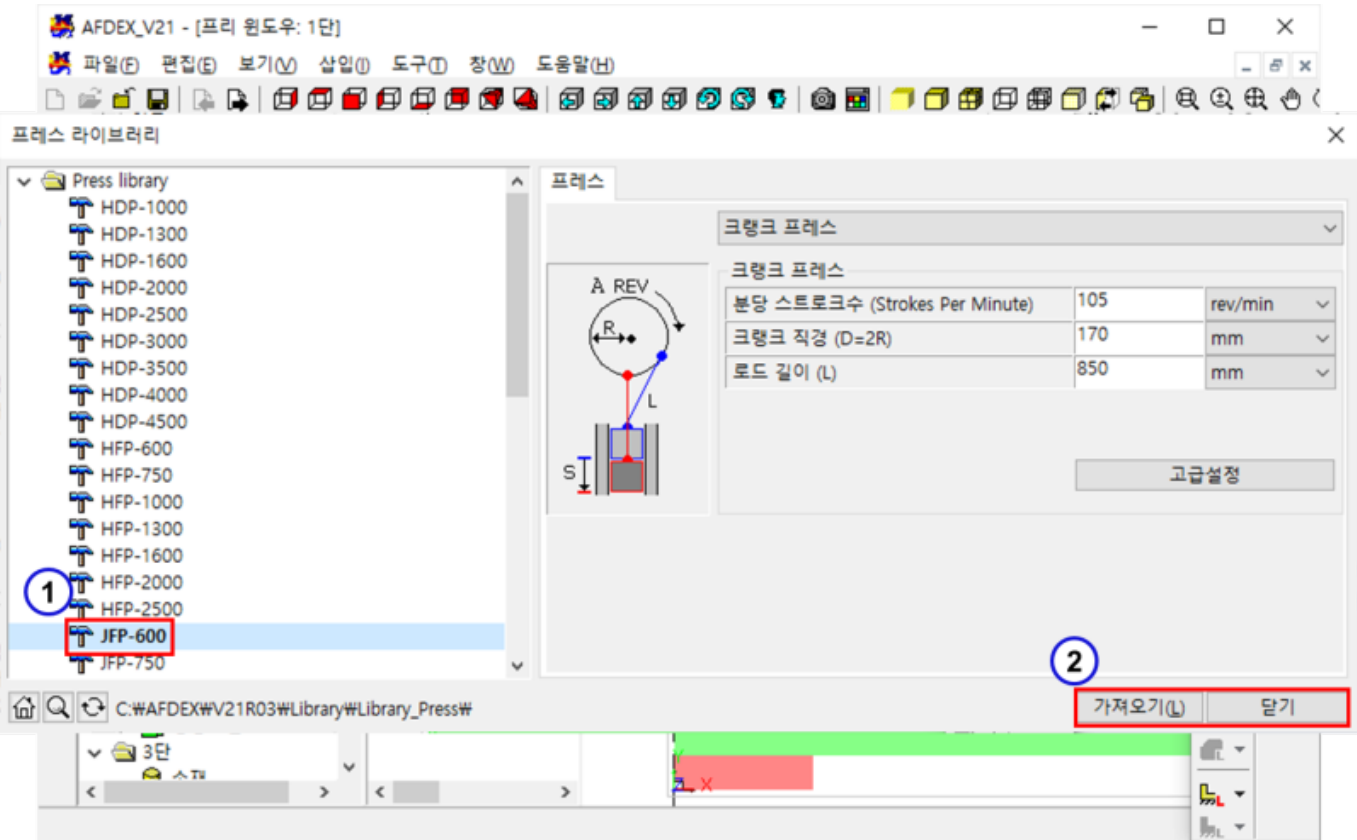 AFDEX_V21 - [프리 윈도우: 1단]
파일(F) 편집(E) 보기(V) 삽입(I) 도구(T) 창(W) 도움말(H)
프레스 라이브러리
Press library
HDP-1000
HDP-1300
HDP-1600
HDP-2000
HDP-2500
HDP-3000
HDP-3500
HDP-4000
HDP-4500
HFP-600
HFP-750
HFP-1000
HFP-1300
HFP-1600
HFP-2000
1
HFP-2500
JFP-600
JFP-750
프레스
크랭크 프레스
크랭크 프레스
A REV
R
L
S
분당 스트로크수 (Strokes Per Minute) 105 rev/min
크랭크 직경 (D=2R) 170 mm
로드 길이 (L) 850 mm
고급설정
2
C:₩AFDEX₩V21R03₩Library₩Library_Press₩
가져오기(L) 닫기
3단
소재
Y
Z X
L
L
L